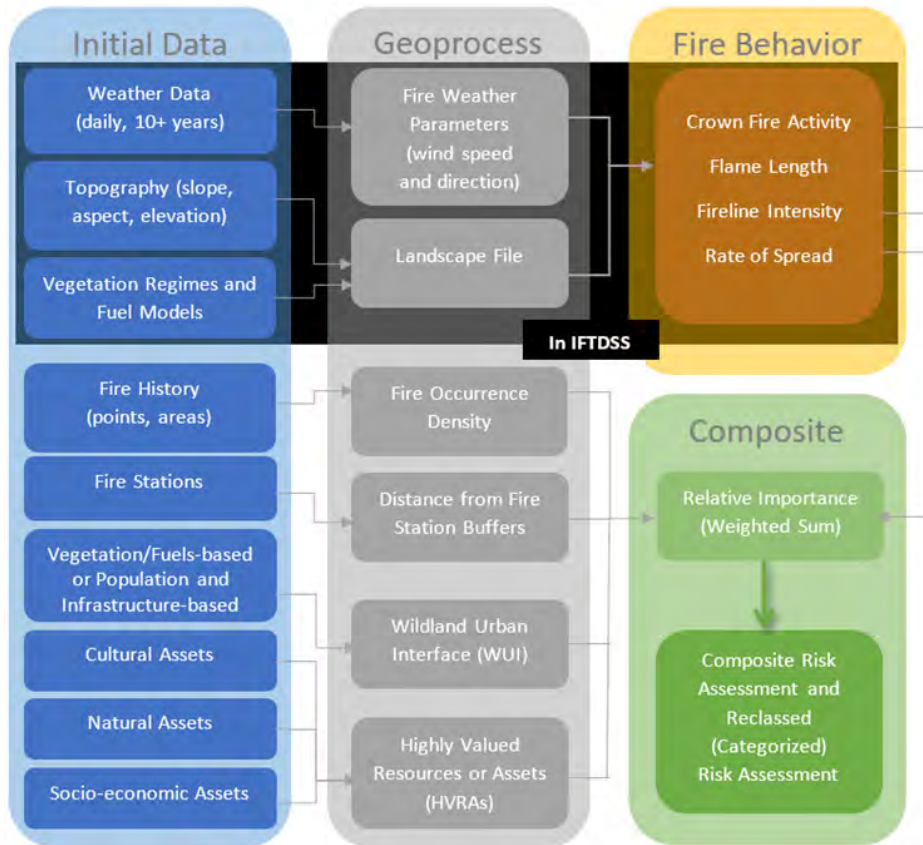 Initial Data
Weather Data
(daily, 10+ years)
Topography (slope,
aspect, elevation)
Vegetation Regimes and
Fuel Models
Fire History
(points, areas)
Fire Stations
Vegetation/Fuels-based
or Population and
Infrastructure-based
Cultural Assets
Natural Assets
Socio-economic Assets
Geoprocess
Fire Weather
Parameters
(wind speed
and direction)
Landscape File
In IFTDSS
Fire Occurrence
Density
Distance from Fire
Station Buffers
Wildland Urban
Interface (WUI)
Highly Valued
Resources or Assets
(HVRAs)
Fire Behavior
Crown Fire Activity
Flame Length
Fireline Intensity
Rate of Spread
Composite
Relative Importance
(Weighted Sum)
Composite Risk
Assessment and
Reclassed
(Categorized)
Risk Assessment